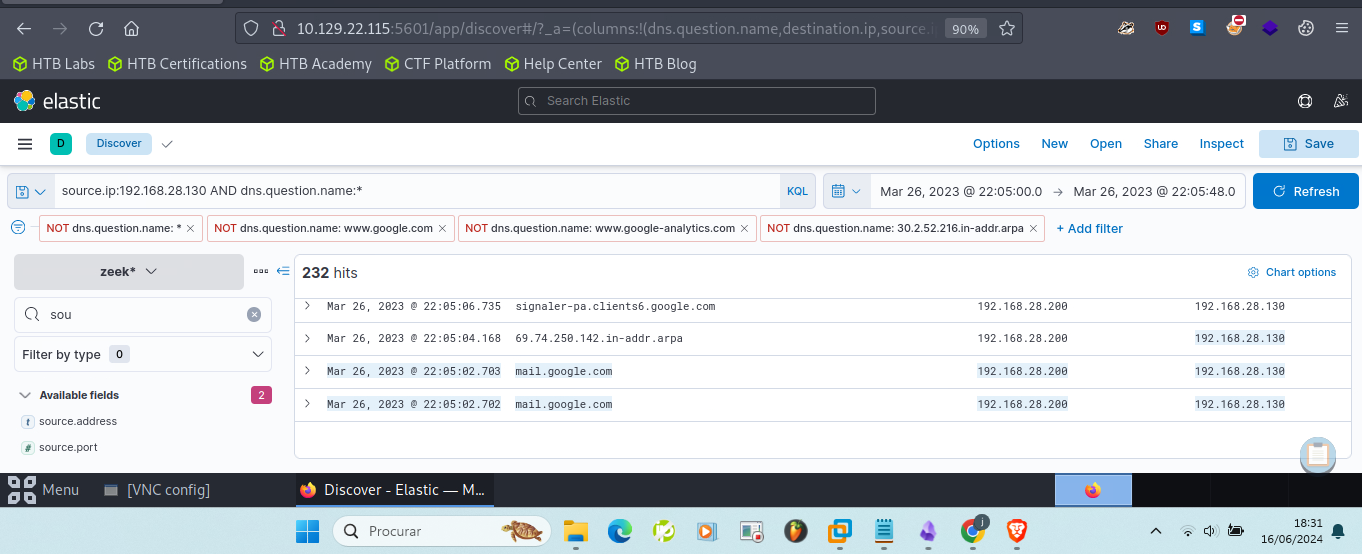 10.129.22.115:5601/app/discover#/?_a=(columns:!(dns.question.name,destination.ip,source.i
90%
HTB Labs HTB Certifications HTB Academy CTF Platform Help Center HTB Blog
elastic
Search Elastic
D Discover Options New Open Share Inspect Save
source.ip:192.168.28.130 AND dns.question.name:* KQL Mar 26, 2023 @ 22:05:00.0 → Mar 26, 2023 @ 22:05:48.0 Refresh
NOT dns.question.name: * × NOT dns.question.name: www.google.com × NOT dns.question.name: www.google-analytics.com × NOT dns.question.name: 30.2.52.216.in-addr.arpa × + Add filter
zeek*
232 hits
Chart options
sou
Filter by type 0
Available fields 2
t source.address
# source.port
Mar 26, 2023 @ 22:05:06.735 signaler-pa.clients6.google.com 192.168.28.200 192.168.28.130
Mar 26, 2023 @ 22:05:04.168 69.74.250.142.in-addr.arpa 192.168.28.200 192.168.28.130
Mar 26, 2023 @ 22:05:02.703 mail.google.com 192.168.28.200 192.168.28.130
Mar 26, 2023 @ 22:05:02.702 mail.google.com 192.168.28.200 192.168.28.130
Menu [VNC config] Discover - Elastic — M...
Procurar
18:31
16/06/2024